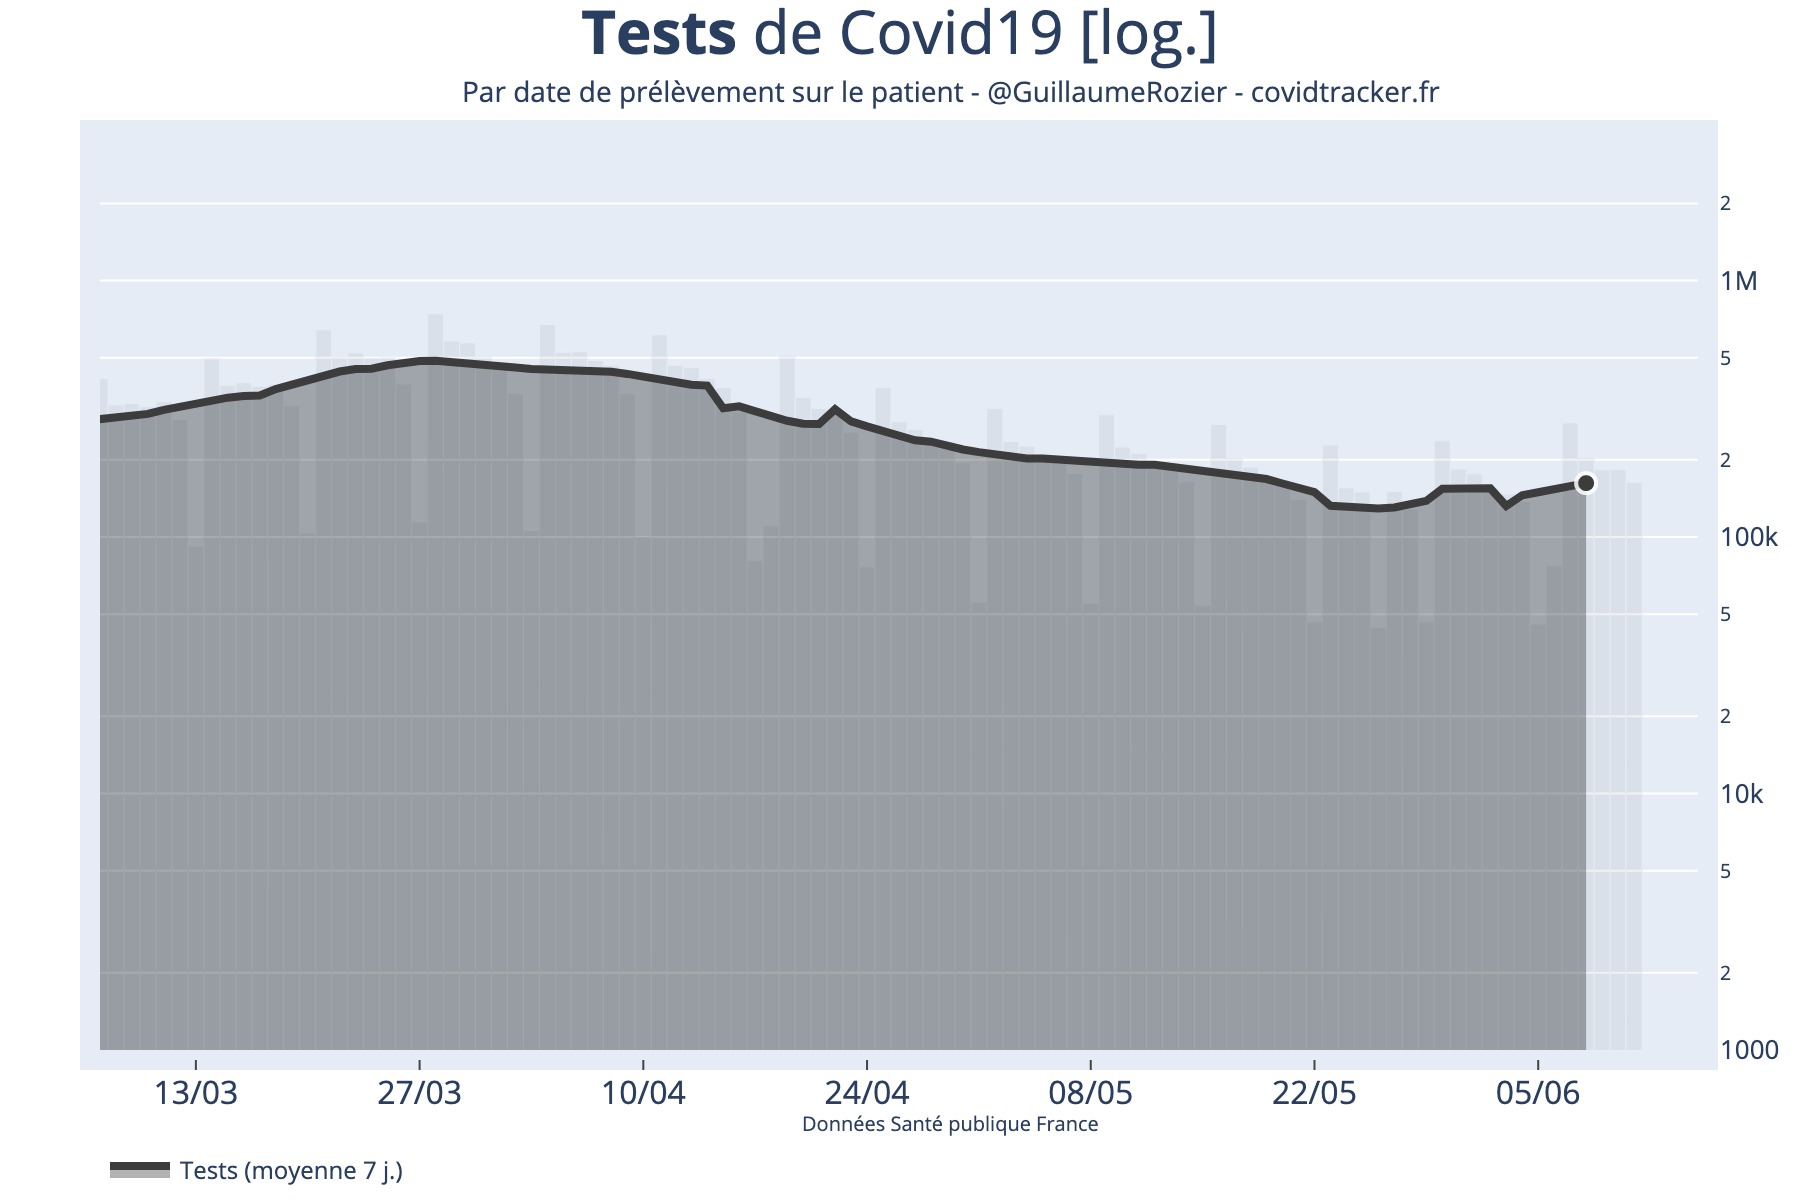 Tests de Covid19 [log.]
Par date de prélèvement sur le patient - @GuillaumeRozier - covidtracker.fr
2
1M
5
2
100k
5
2
10k
5
2
1000
13/03 27/03 10/04 24/04 08/05 22/05 05/06
Données Santé publique France
Tests (moyenne 7 j.)